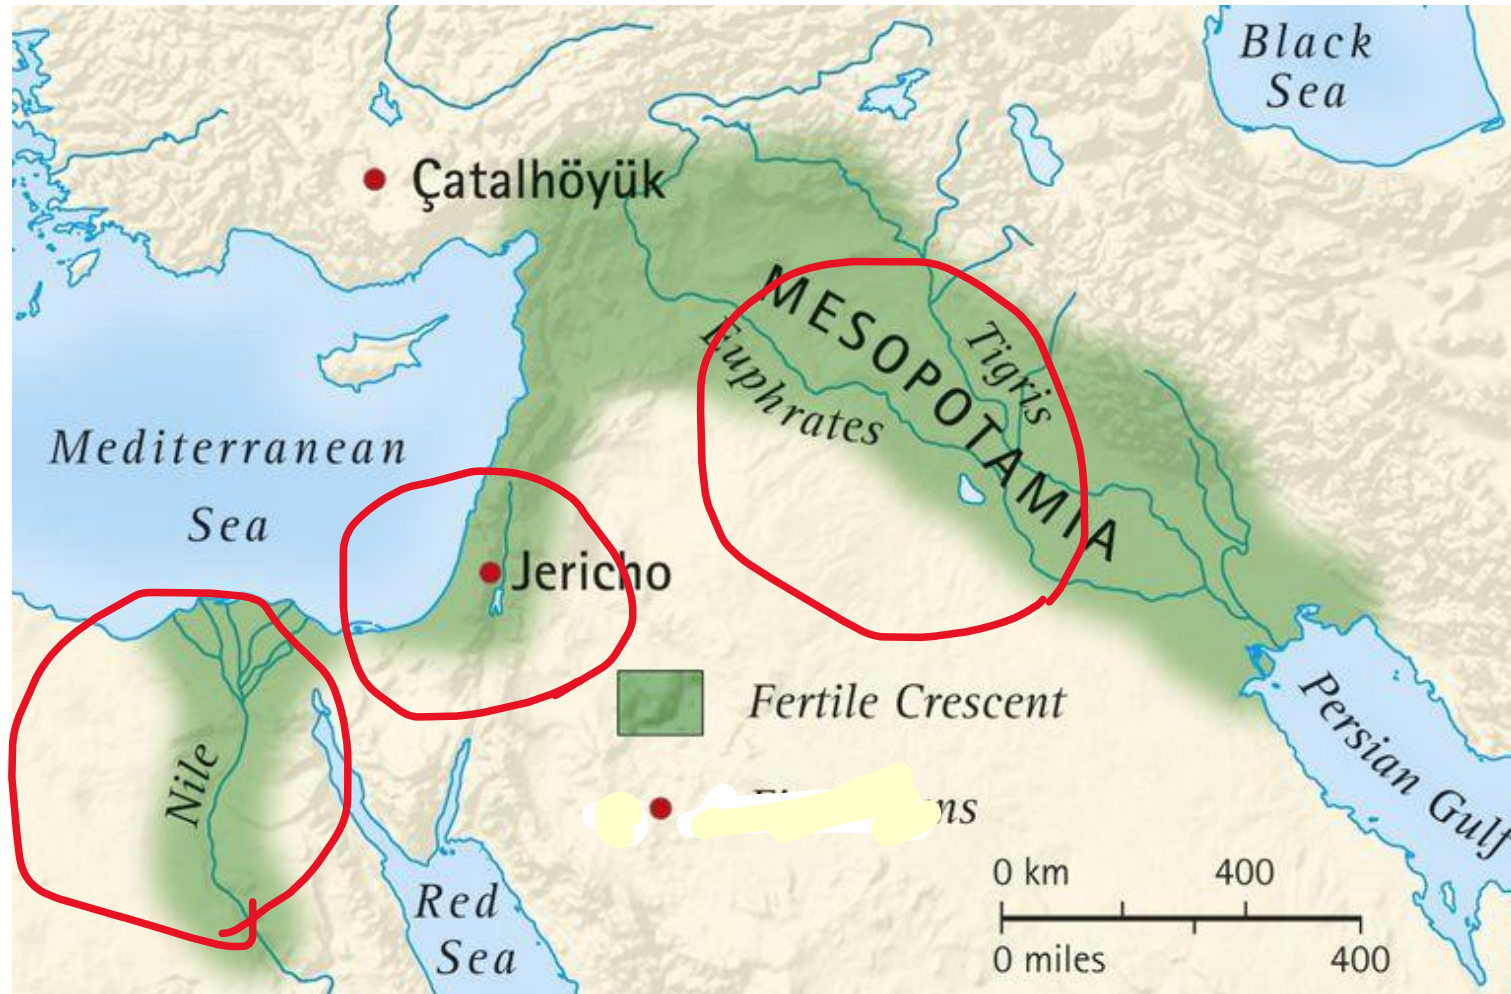 Black
Sea
Çatalhöyük
MESOPOTAMIA
Tigris
Euphrates
Mediterranean
Sea
Jericho
Fertile Crescent
Nile
Persian Gulf
Red
Sea
0 km 400
0 miles 400